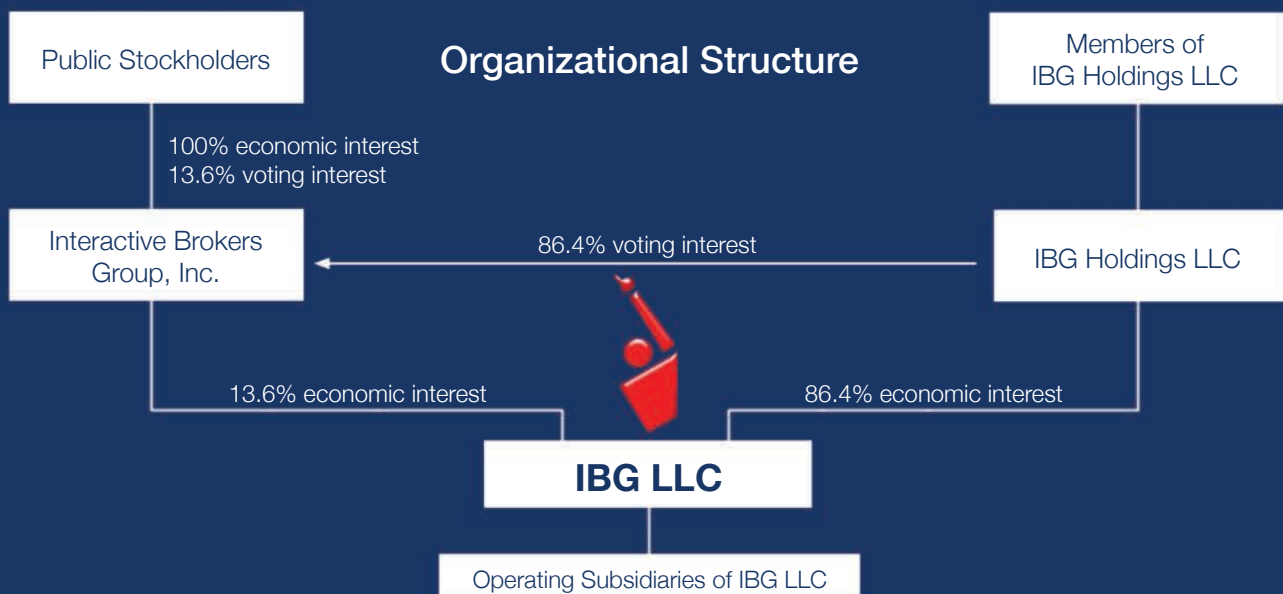 Organizational Structure
Public Stockholders
Members of
IBG Holdings LLC
100% economic interest
13.6% voting interest
Interactive Brokers
Group, Inc.
86.4% voting interest
IBG Holdings LLC
13.6% economic interest
86.4% economic interest
IBG LLC
Operating Subsidiaries of IBG LLC